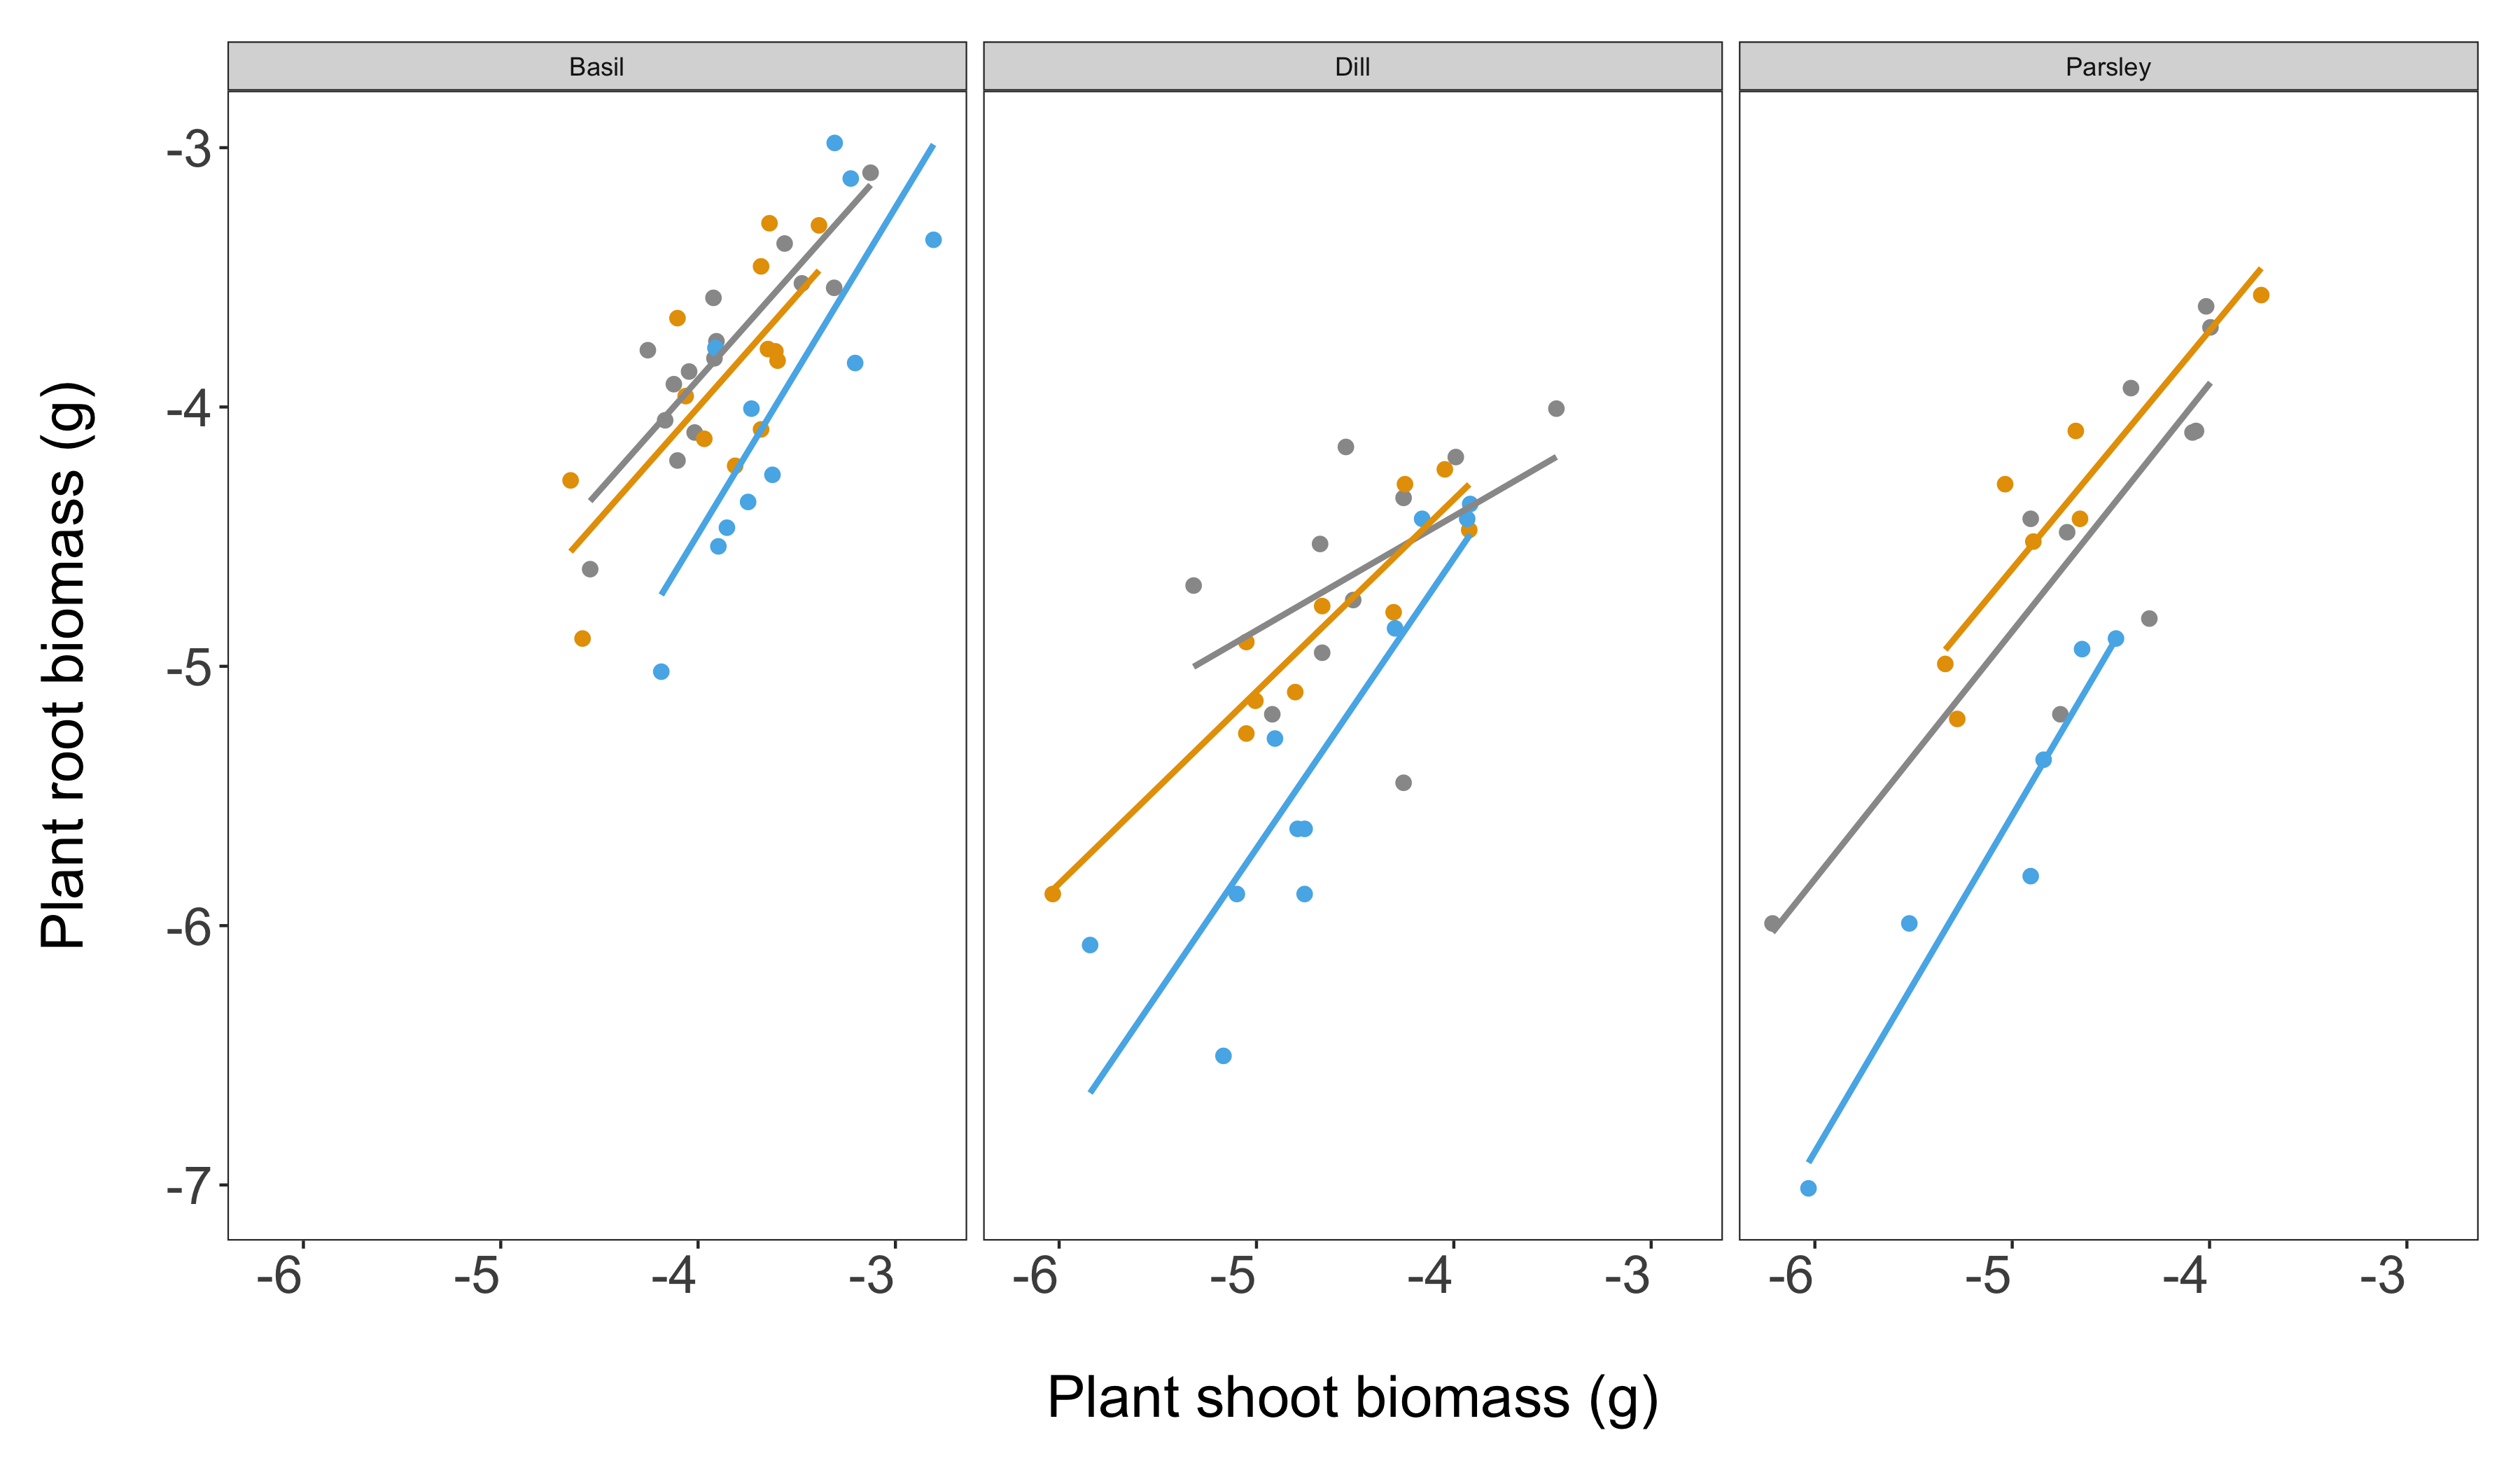 Basil Dill Parsley
-3
-4
-5
-6
-7
Plant root biomass (g)
-6 -5 -4 -3 -6 -5 -4 -3 -6 -5 -4 -3
Plant shoot biomass (g)